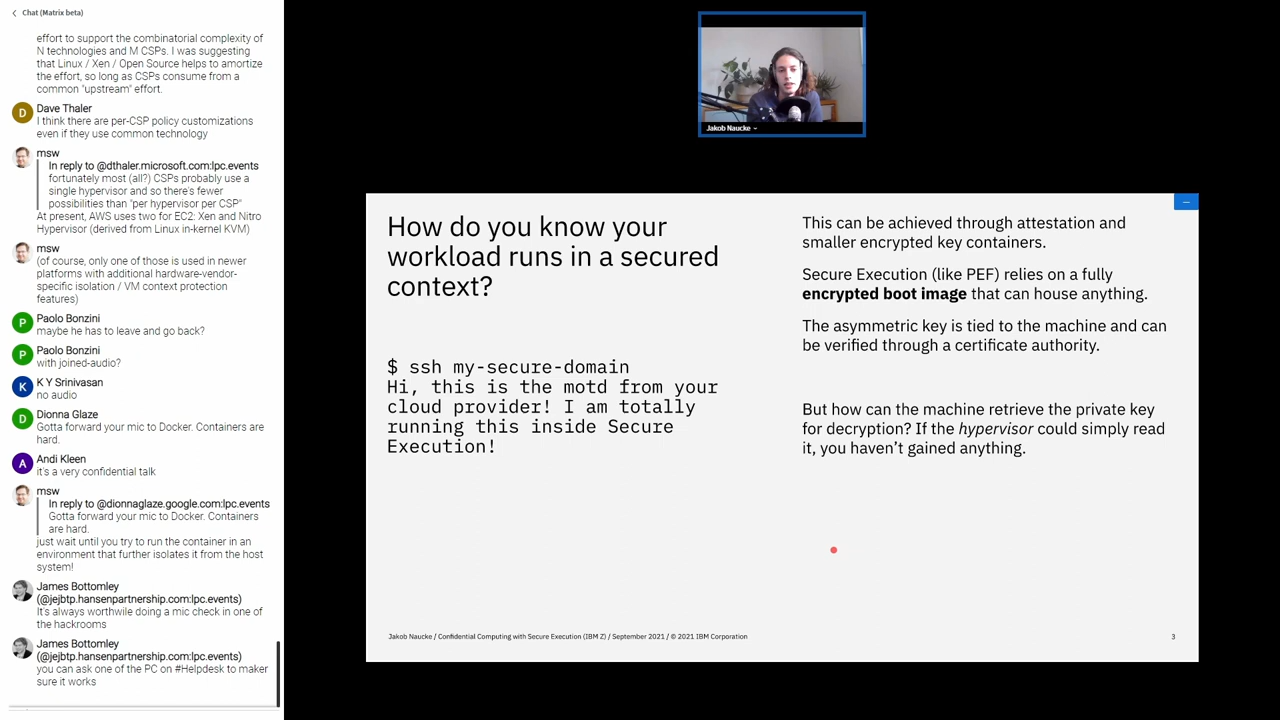 Chat (Matrix beta)
effort to support the combinatorial complexity of
N technologies and M CSPs. I was suggesting
that Linux / Xen / Open Source helps to amortize
the effort, so long as CSPs consume from a
common "upstream" effort.
D
Dave Thaler
I think there are per-CSP policy customizations
even if they use common technology
msw
In reply to @dthaler.microsoft.com:lpc.events
fortunately most (all?) CSPs probably use a
single hypervisor and so there's fewer
possibilities than "per hypervisor per CSP"
At present, AWS uses two for EC2: Xen and Nitro
Hypervisor (derived from Linux in-kernel KVM)
msw
(of course, only one of those is used in newer
platforms with additional hardware-vendor-
specific isolation / VM context protection
features)
P
Paolo Bonzini
maybe he has to leave and go back?
P
Paolo Bonzini
with joined-audio?
K
K Y Srinivasan
no audio
D
Dionna Glaze
Gotta forward your mic to Docker. Containers are
hard.
A
Andi Kleen
it's a very confidential talk
msw
In reply to @dionnaglaze.google.com:lpc.events
Gotta forward your mic to Docker. Containers
are hard.
just wait until you try to run the container in an
environment that further isolates it from the host
system!
James Bottomley
(@jejbtp.hansenpartnership.com:lpc.events)
It's always worthwile doing a mic check in one of
the hackrooms
James Bottomley
(@jejbtp.hansenpartnership.com:lpc.events)
you can ask one of the PC on #Helpdesk to maker
sure it works
Jakob Naucke
How do you know your
workload runs in a secured
context?
$ ssh my-secure-domain
Hi, this is the motd from your
cloud provider! I am totally
running this inside Secure
Execution!
This can be achieved through attestation and
smaller encrypted key containers.
Secure Execution (like PEF) relies on a fully
encrypted boot image that can house anything.
The asymmetric key is tied to the machine and can
be verified through a certificate authority.
But how can the machine retrieve the private key
for decryption? If the hypervisor could simply read
it, you haven't gained anything.
Jakob Naucke / Confidential Computing with Secure Execution (IBM Z) / September 2021 / © 2021 IBM Corporation
3